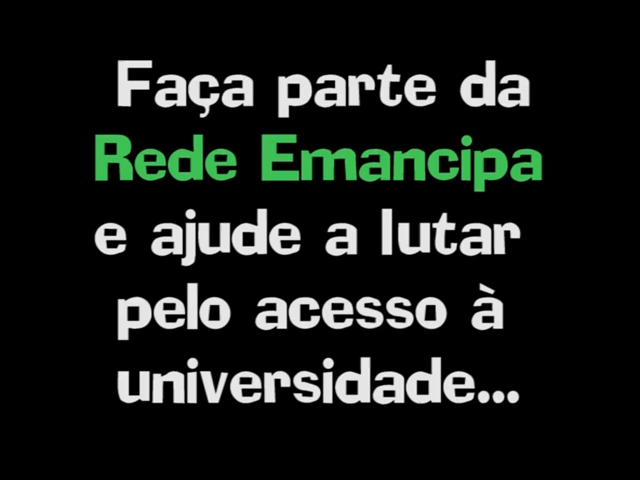 Faça parte da
Rede Emancipa
e ajude a lutar
pelo acesso à
universidade...